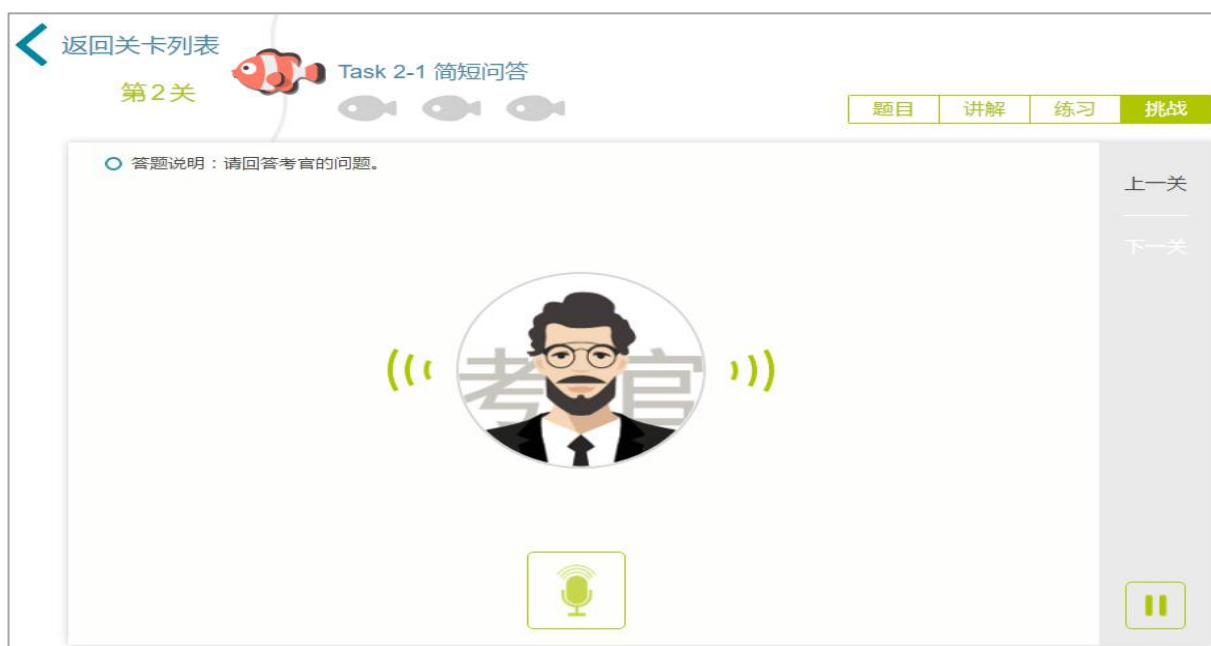 返回关卡列表
第2关
Task 2-1 简短问答
题目 讲解 练习 挑战
答题说明：请回答考官的问题。
上一关
下一关
考官